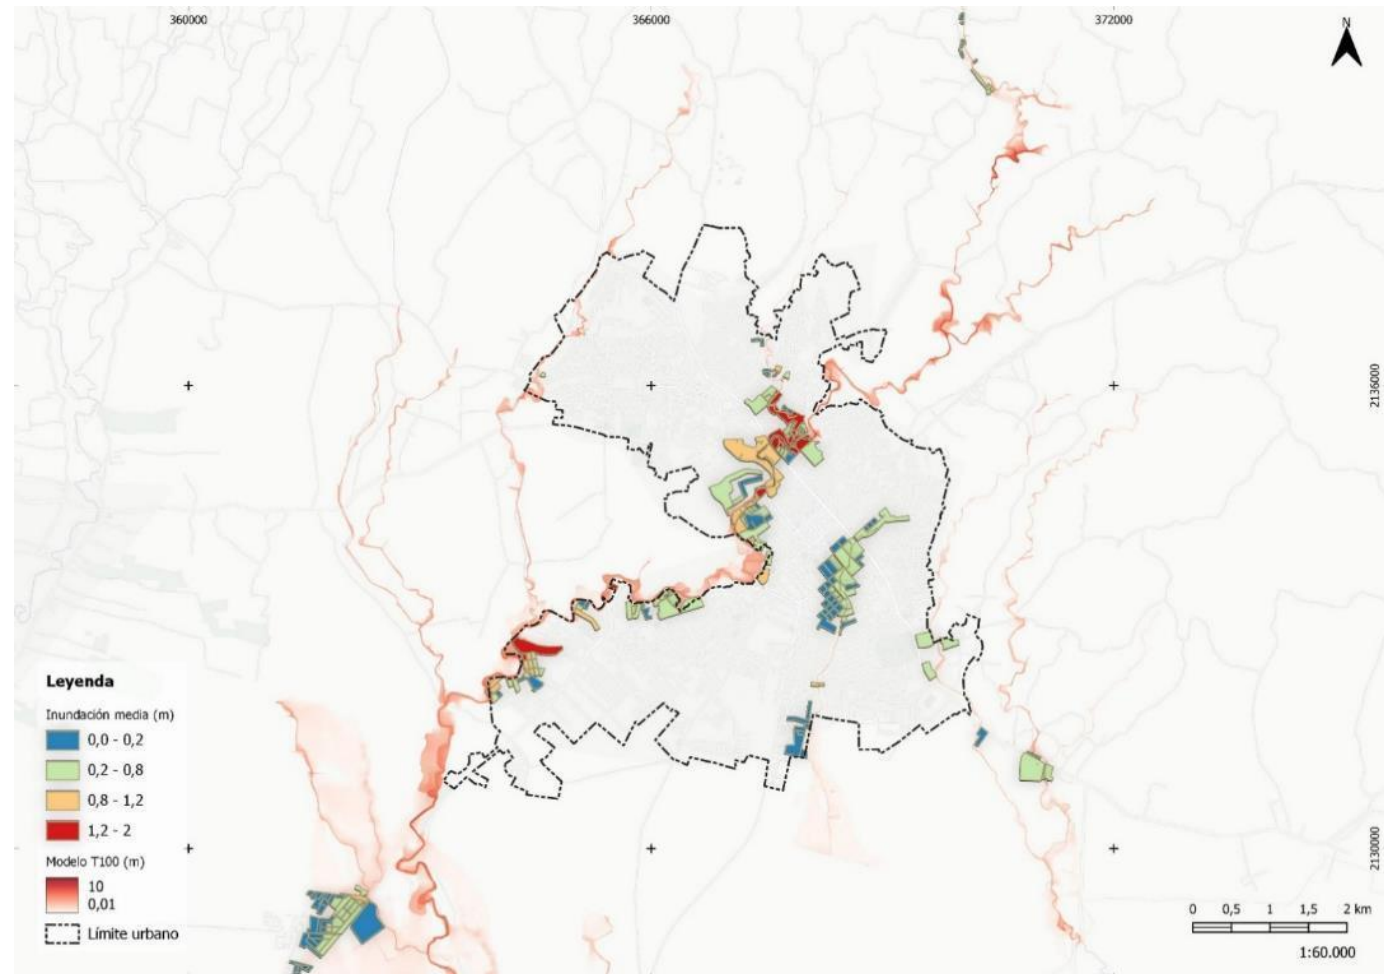 360000
366000
372000
N
2136000
2130000
Leyenda
Inundación media (m)
0,0 - 0,2
0,2 - 0,8
0,8 - 1,2
1,2 - 2
Modelo T100 (m)
10
0,01
Límite urbano
0 0,5 1 1,5 2 km
1:60.000